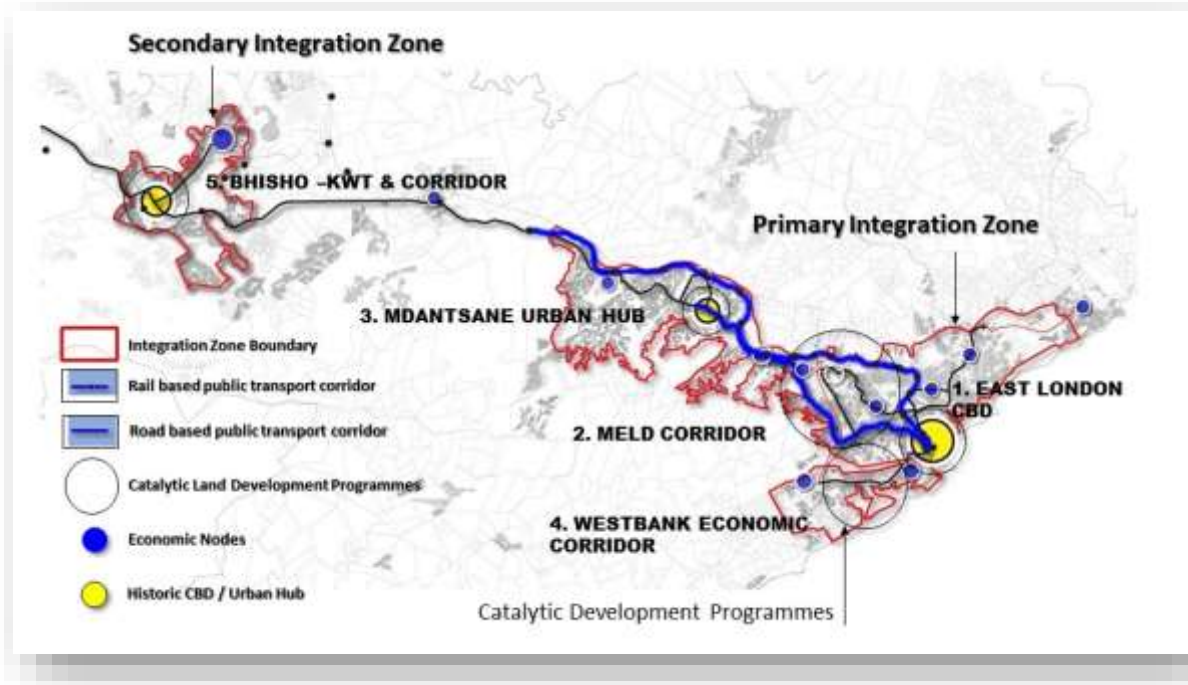 Secondary Integration Zone
5. BHISHO –KWT & CORRIDOR
Primary Integration Zone
3. MDANTSANE URBAN HUB
Integration Zone Boundary
Rail based public transport corridor
1. EAST LONDON
CBD
Road based public transport corridor
2. MELD CORRIDOR
Catalytic Land Development Programmes
4. WESTBANK ECONOMIC
CORRIDOR
Economic Nodes
Historic CBD / Urban Hub
Catalytic Development Programmes